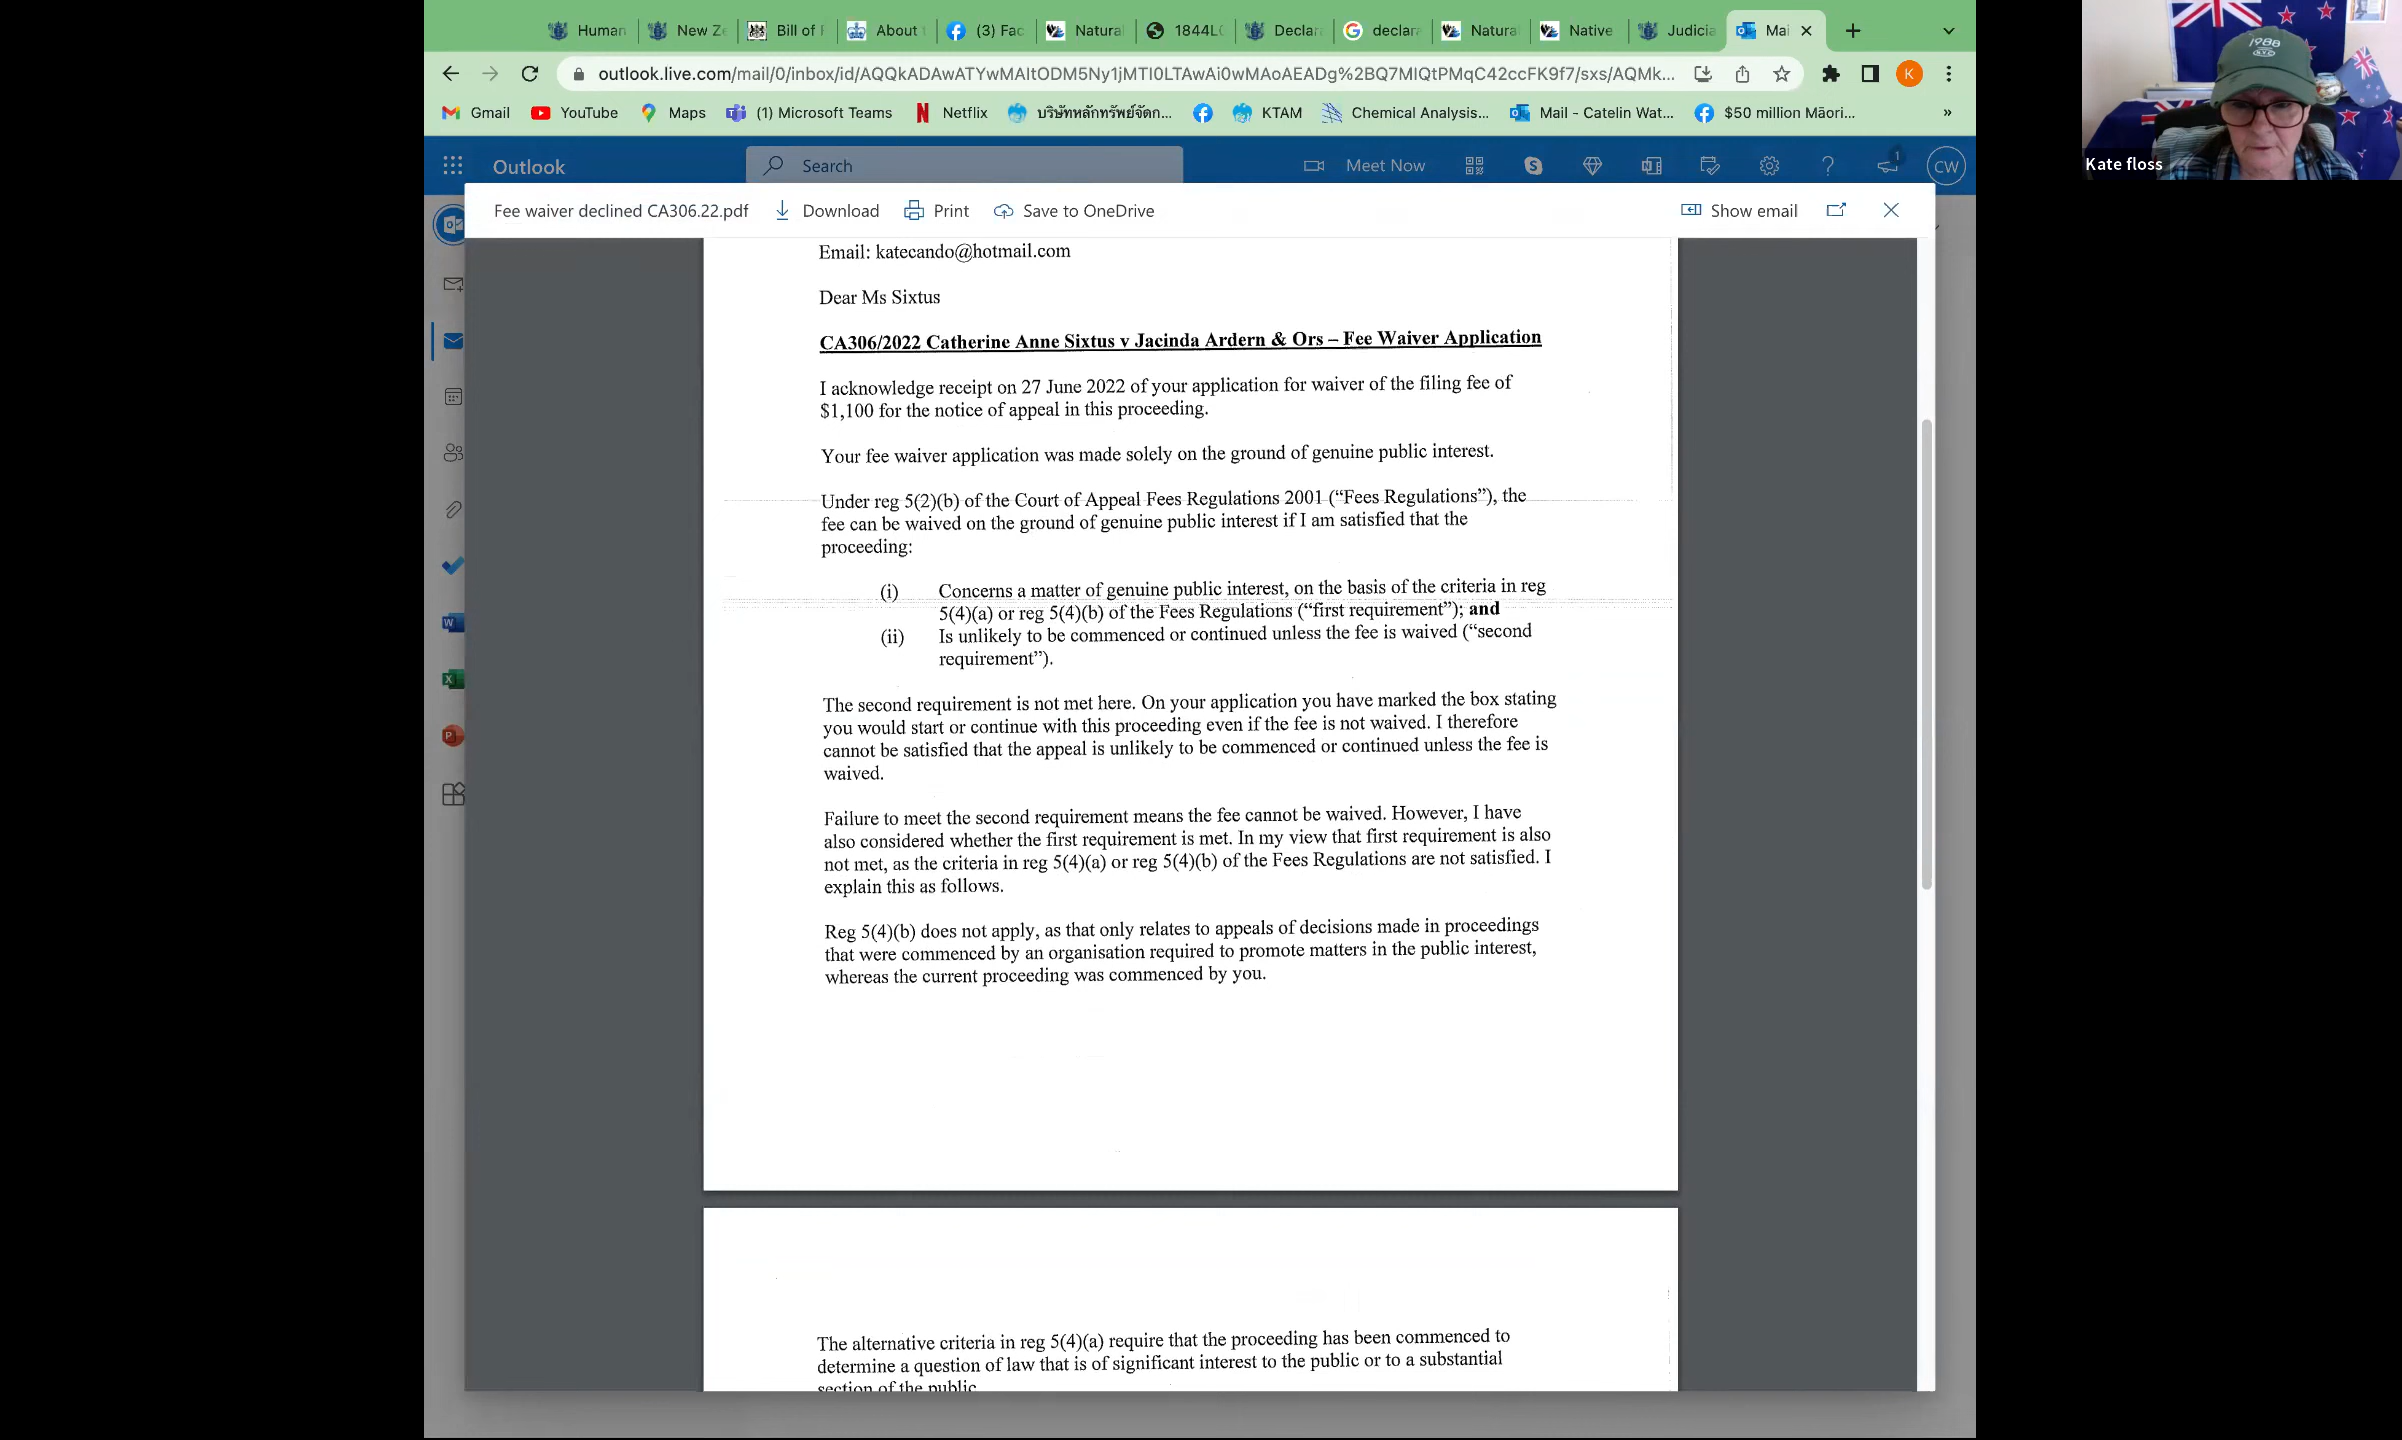 Human
New Ze
Bill of F
About t
(3) Fac
Natural
1844LC
Declar
declar
Natural
Native
Judicia
Mai
outlook.live.com/mail/0/inbox/id/AQQkADAwATYwMAItODM5Ny1jMTI0LTAwAi0wMAoAEADg%2BQ7MIQtPMqC42ccFK9f7/sxs/AQMk...
K
Gmail
YouTube
Maps
(1) Microsoft Teams
Netflix
บริษัทหลักทรัพย์จัดก...
KTAM
Chemical Analysis...
Mail - Catelin Wat...
$50 million Māori...
»
Outlook
Search
Meet Now
1
CW
Fee waiver declined CA306.22.pdf
Download
Print
Save to OneDrive
Show email
Email: katecando@hotmail.com
Dear Ms Sixtus
CA306/2022 Catherine Anne Sixtus v Jacinda Ardern & Ors – Fee Waiver Application
I acknowledge receipt on 27 June 2022 of your application for waiver of the filing fee of
$1,100 for the notice of appeal in this proceeding.
Your fee waiver application was made solely on the ground of genuine public interest.
Under reg 5(2)(b) of the Court of Appeal Fees Regulations 2001 (“Fees Regulations”), the
fee can be waived on the ground of genuine public interest if I am satisfied that the
proceeding:
(i) Concerns a matter of genuine public interest, on the basis of the criteria in reg
5(4)(a) or reg 5(4)(b) of the Fees Regulations (“first requirement”); and
(ii) Is unlikely to be commenced or continued unless the fee is waived (“second
requirement”).
The second requirement is not met here. On your application you have marked the box stating
you would start or continue with this proceeding even if the fee is not waived. I therefore
cannot be satisfied that the appeal is unlikely to be commenced or continued unless the fee is
waived.
Failure to meet the second requirement means the fee cannot be waived. However, I have
also considered whether the first requirement is met. In my view that first requirement is also
not met, as the criteria in reg 5(4)(a) or reg 5(4)(b) of the Fees Regulations are not satisfied. I
explain this as follows.
Reg 5(4)(b) does not apply, as that only relates to appeals of decisions made in proceedings
that were commenced by an organisation required to promote matters in the public interest,
whereas the current proceeding was commenced by you.
The alternative criteria in reg 5(4)(a) require that the proceeding has been commenced to
determine a question of law that is of significant interest to the public or to a substantial
section of the public
1988
Kate floss